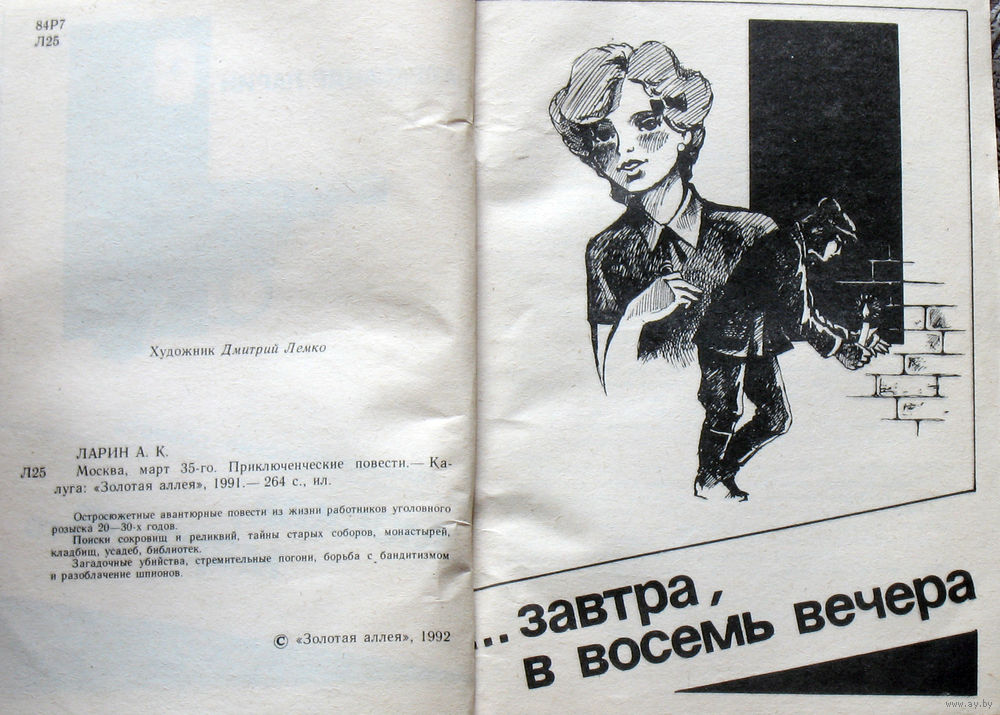 84Р7
Л25
Художник Дмитрий Лемко
ЛАРИН А. К.
Л25 Москва, март 35-го. Приключенческие повести.— Ка-
луга: «Золотая аллея», 1991.— 264 с., ил.
Остросюжетные авантюрные повести из жизни работников уголовного
розыска 20—30-х годов.
Поиски сокровищ и реликвий, тайны старых соборов, монастырей,
кладбищ, усадеб, библиотек.
Загадочные убийства, стремительные погони, борьба с бандитизмом
и разоблачение шпионов.
© «Золотая аллея», 1992
...завтра,
в восемь вечера
www.ay.by